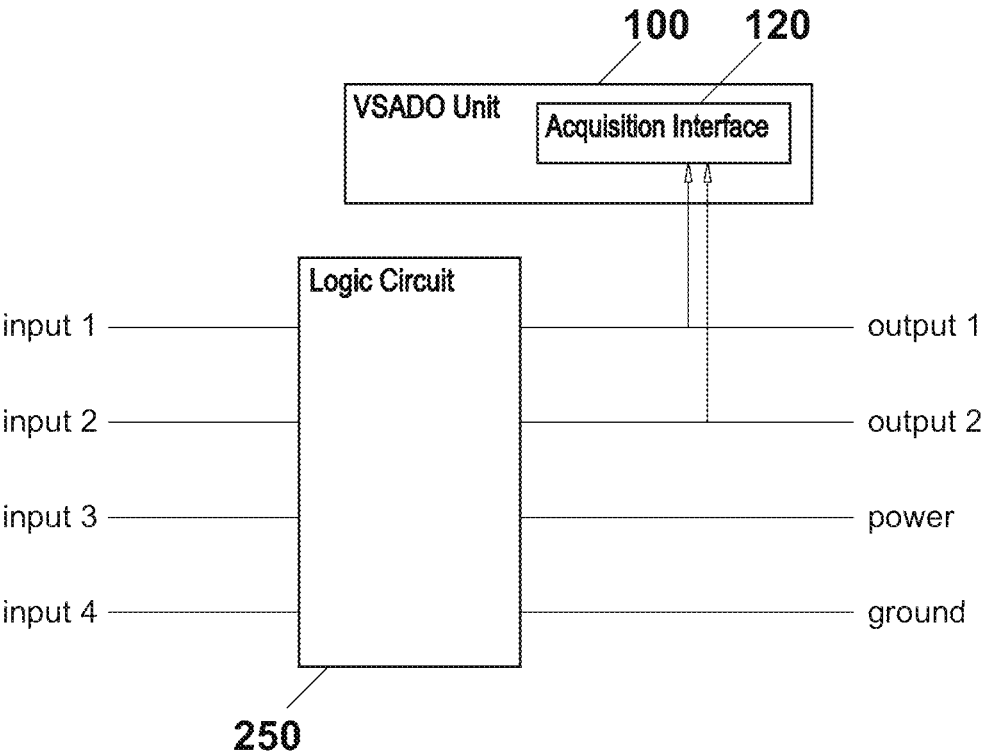 100 120
VSADO Unit
Acquisition Interface
Logic Circuit
input 1 output 1
input 2 output 2
input 3 power
input 4 ground
250